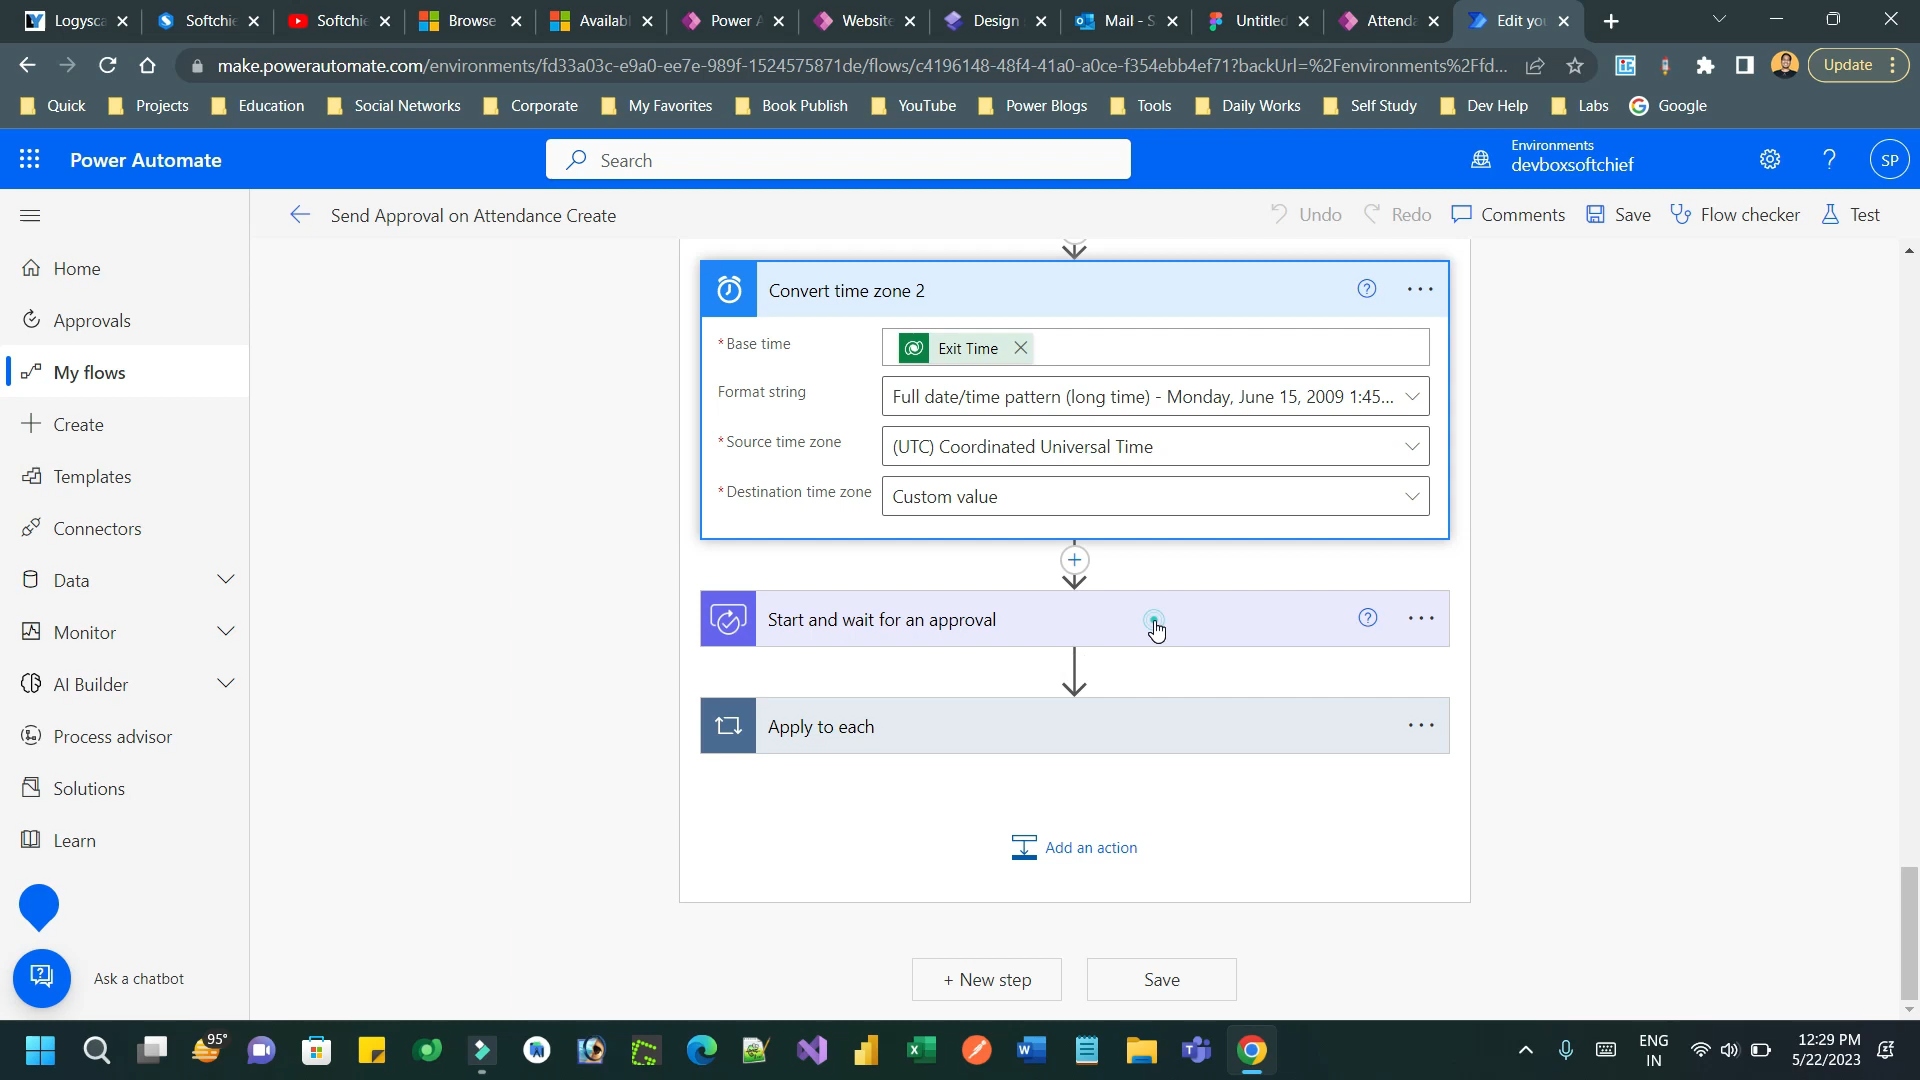 Logysca
Softchie
Softchie
Browse
Availabl
Power A
Website
Design
Mail - S
Untitled
Attenda
Edit you
make.powerautomate.com/environments/fd33a03c-e9a0-ee7e-989f-1524575871de/flows/c4196148-48f4-41a0-a0ce-f354ebb4ef71?backUrl=%2Fenvironments%2Ffd...
Update
Quick
Projects
Education
Social Networks
Corporate
My Favorites
Book Publish
YouTube
Power Blogs
Tools
Daily Works
Self Study
Dev Help
Labs
Google
Power Automate
Search
Environments
devboxsoftchief
SP
Send Approval on Attendance Create
Undo
Redo
Comments
Save
Flow checker
Test
Home
Approvals
My flows
Create
Templates
Connectors
Data
Monitor
AI Builder
Process advisor
Solutions
Learn
Ask a chatbot
Convert time zone 2
* Base time
Exit Time
Format string
Full date/time pattern (long time) - Monday, June 15, 2009 1:45...
* Source time zone
(UTC) Coordinated Universal Time
* Destination time zone
Custom value
Start and wait for an approval
Apply to each
Add an action
+ New step
Save
95°
ENG
IN
12:29 PM
5/22/2023